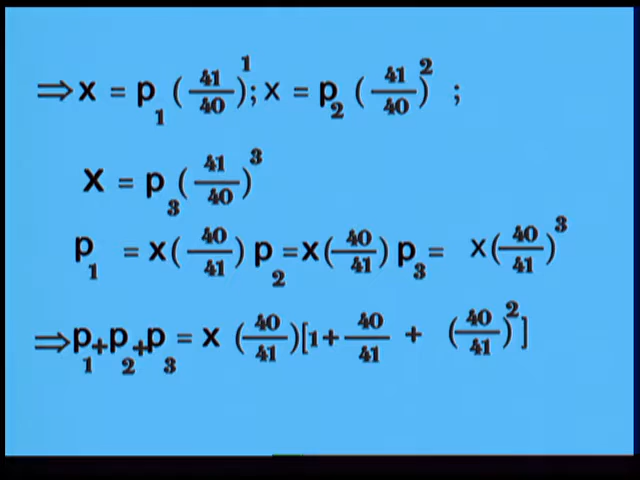 ⇒ x = p₁ (41/40)¹; x = p₂ (41/40)² ;
x = p₃ (41/40)³
p₁ = x(40/41) p₂ = x(40/41) p₃ = x(40/41)³
⇒ p₁+p₂+p₃ = x (40/41)[1+ 40/41 + (40/41)²]